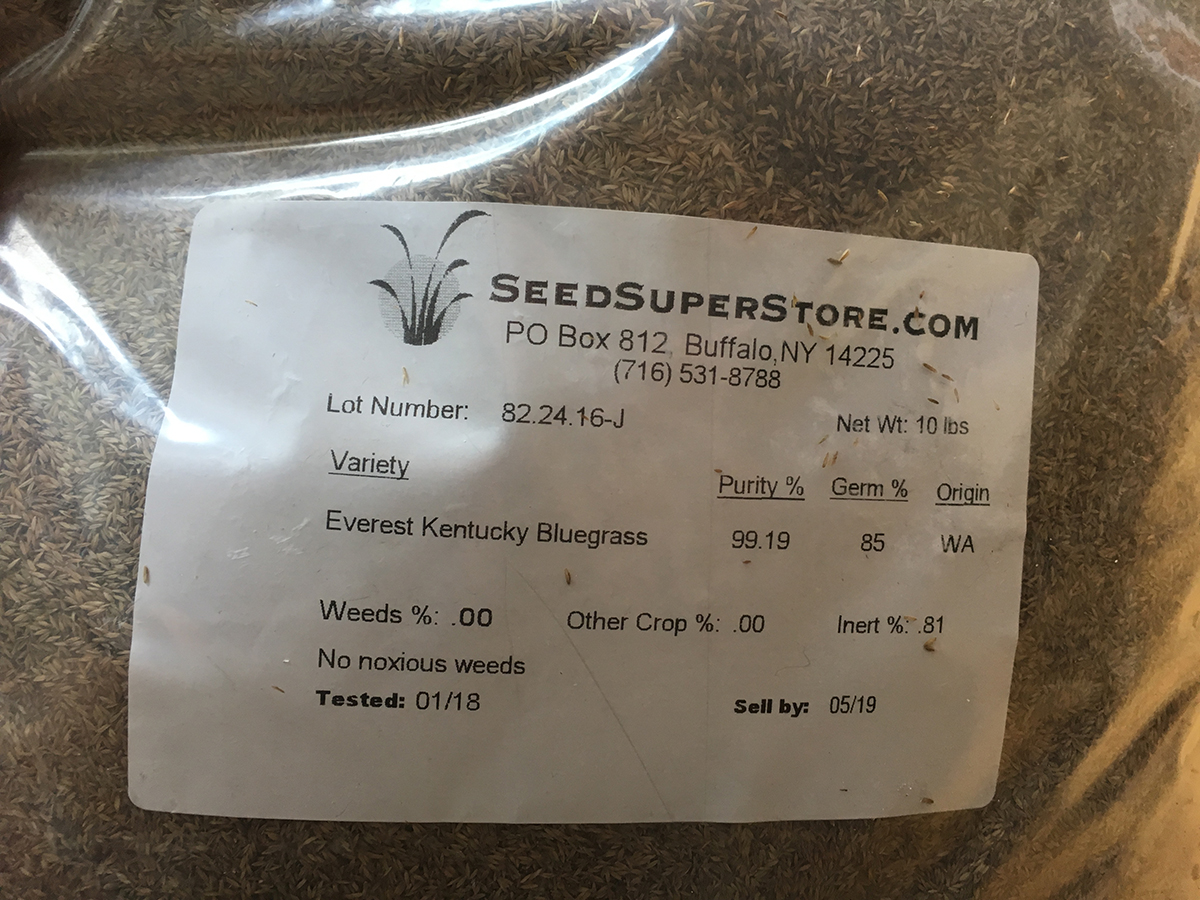 SEEDSUPERSTORE.COM
PO Box 812, Buffalo, NY 14225
(716) 531-8788
Lot Number: 82.24.16-J Net Wt: 10 lbs
Variety Purity % Germ % Origin
Everest Kentucky Bluegrass 99.19 85 WA
Weeds %: .00 Other Crop %: .00 Inert %: .81
No noxious weeds
Tested: 01/18 Sell by: 05/19